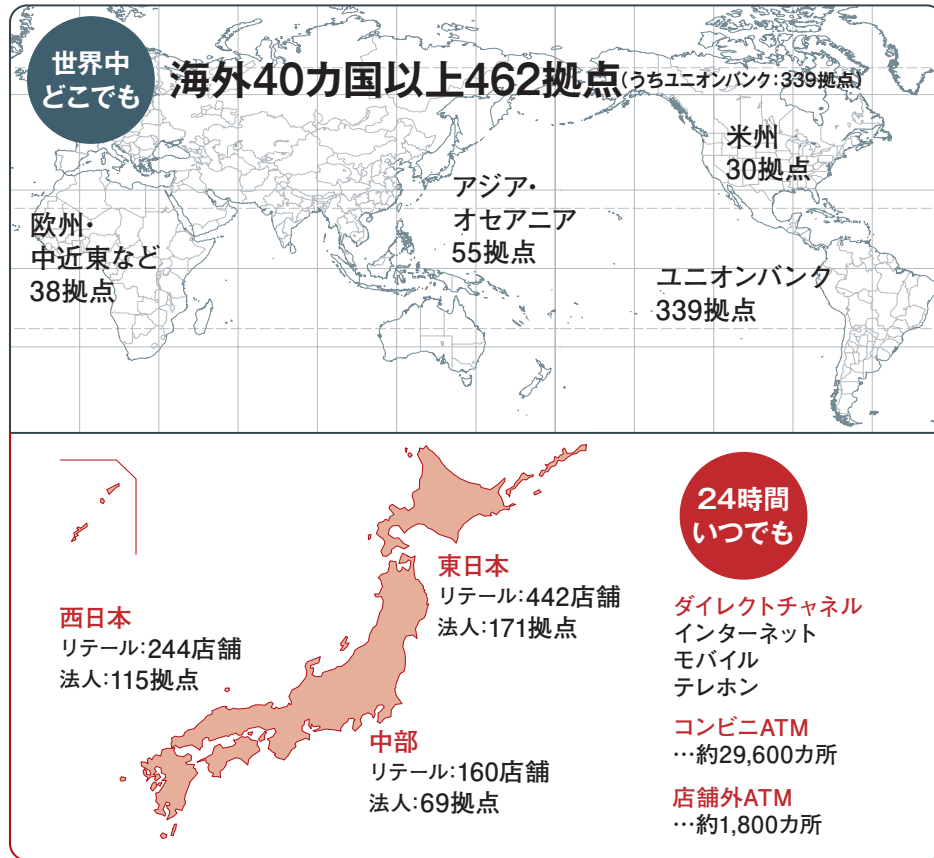 世界中
どこでも
海外40カ国以上462拠点(うちユニオンバンク:339拠点)
米州
30拠点
アジア・
オセアニア
55拠点
欧州・
中近東など
38拠点
ユニオンバンク
339拠点
24時間
いつでも
東日本
リテール:442店舗
法人:171拠点
西日本
リテール:244店舗
法人:115拠点
中部
リテール:160店舗
法人:69拠点
ダイレクトチャネル
インターネット
モバイル
テレホン
コンビニATM
…約29,600カ所
店舗外ATM
…約1,800カ所